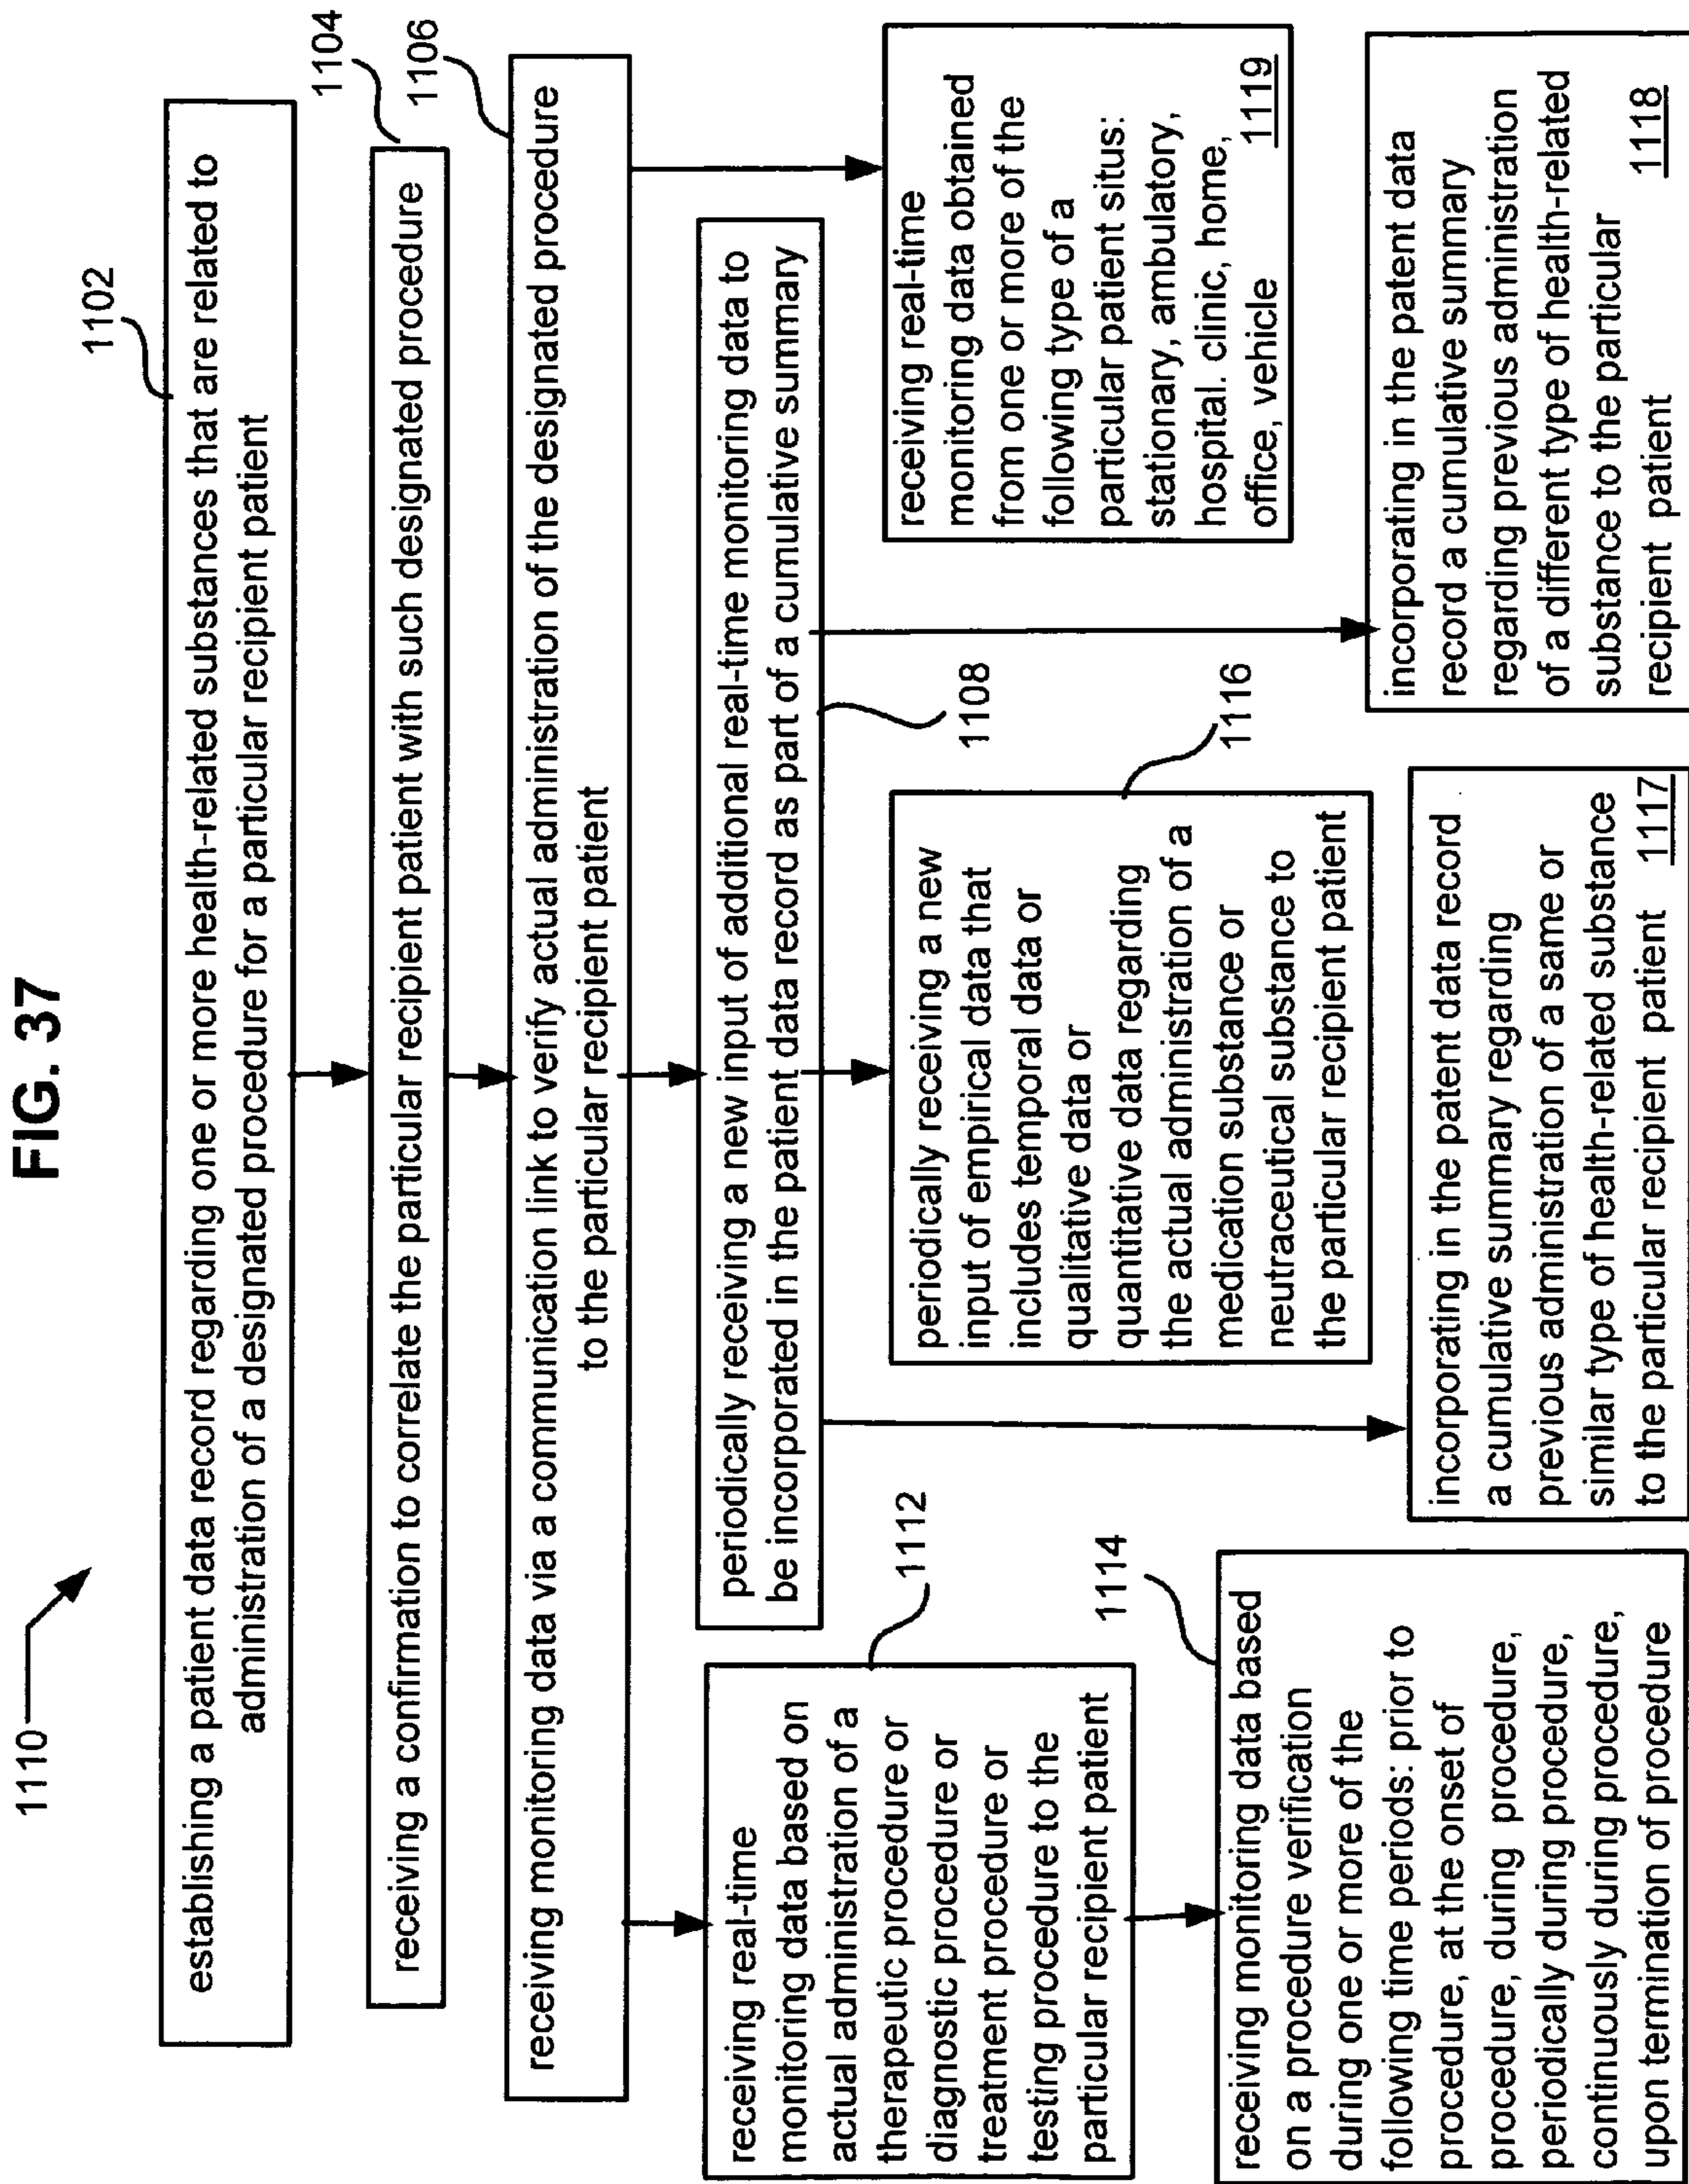 FIG. 37
1110
1102
establishing a patient data record regarding one or more health-related substances that are related to
administration of a designated procedure for a particular recipient patient
1104
receiving a confirmation to correlate the particular recipient patient with such designated procedure
1106
receiving monitoring data via a communication link to verify actual administration of the designated procedure
to the particular recipient patient
periodically receiving a new input of additional real-time monitoring data to
be incorporated in the patient data record as part of a cumulative summary
1108
1112
receiving real-time
monitoring data based on
actual administration of a
therapeutic procedure or
diagnostic procedure or
treatment procedure or
testing procedure to the
particular recipient patient
1114
receiving monitoring data based
on a procedure verification
during one or more of the
following time periods: prior to
procedure, at the onset of
procedure, during procedure,
periodically during procedure,
continuously during procedure,
upon termination of procedure
1116
periodically receiving a new
input of empirical data that
includes temporal data or
qualitative data or
quantitative data regarding
the actual administration of a
medication substance or
neutraceutical substance to
the particular recipient patient
incorporating in the patent data record
a cumulative summary regarding
previous administration of a same or
similar type of health-related substance
to the particular recipient patient 1117
receiving real-time
monitoring data obtained
from one or more of the
following type of a
particular patient situs:
stationary, ambulatory,
hospital. clinic, home,
office, vehicle 1119
incorporating in the patent data
record a cumulative summary
regarding previous administration
of a different type of health-related
substance to the particular
recipient patient 1118